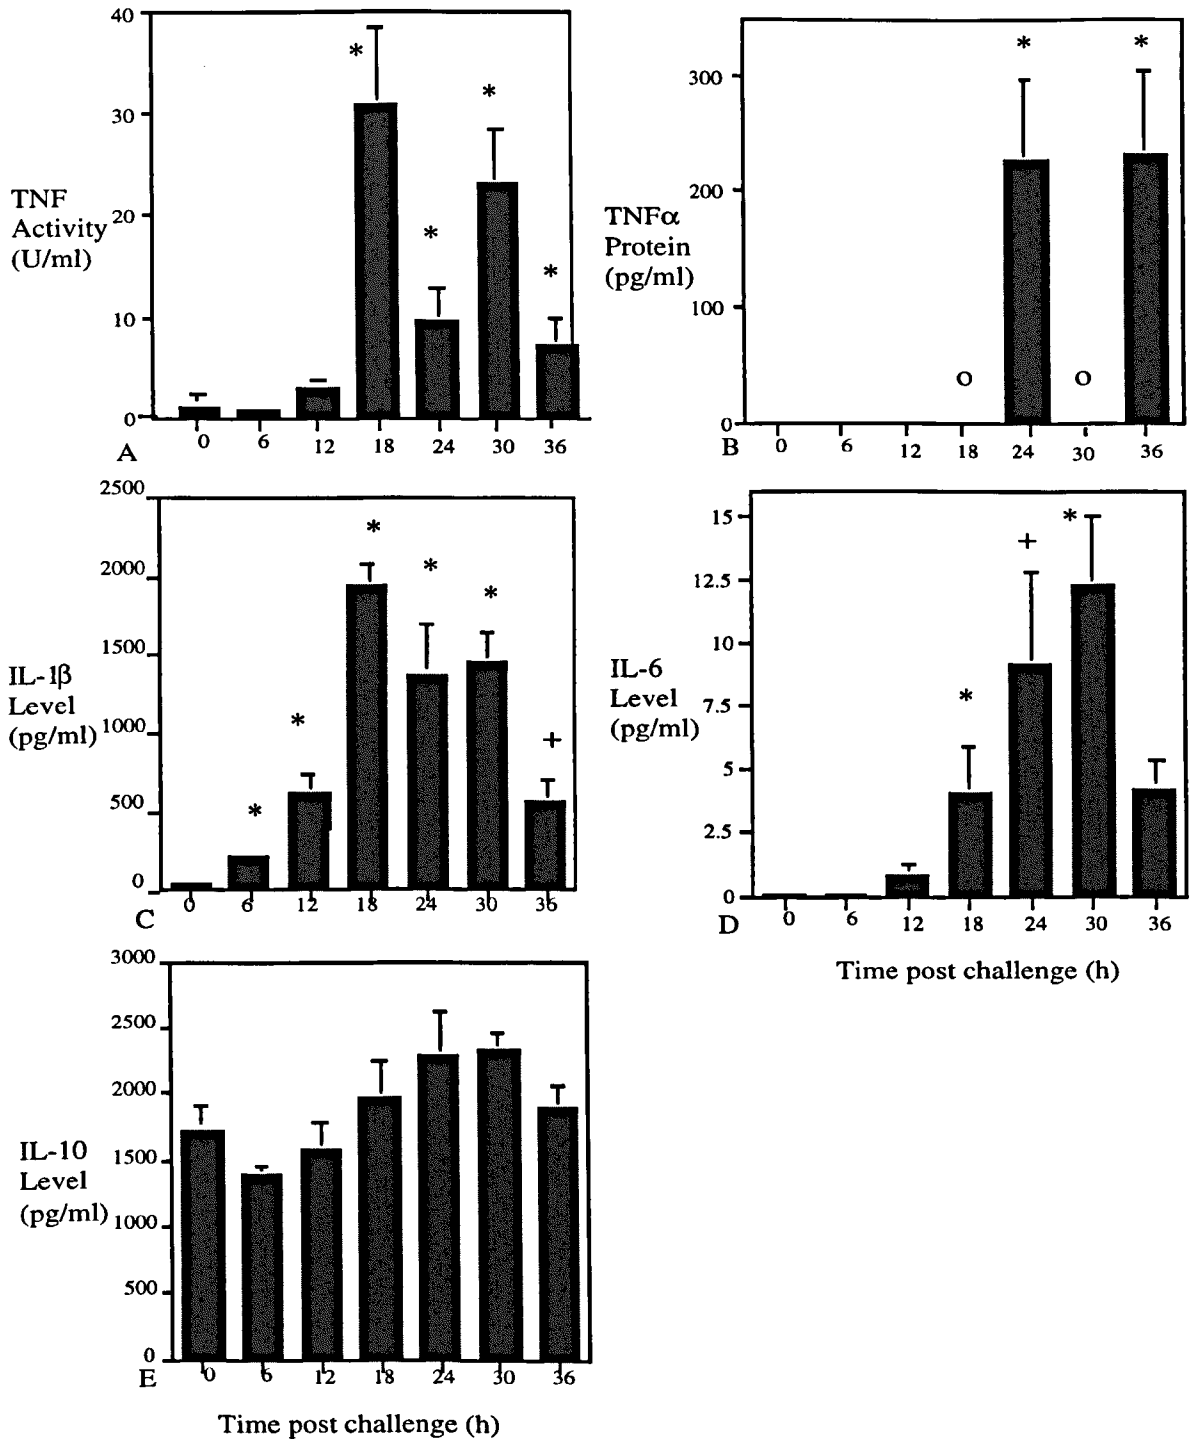 40
30
20
10
0
TNF
Activity
(U/ml)
*
*
*
*
0 6 12 18 24 30 36
A
300
200
100
0
TNFα
Protein
(pg/ml)
* *
o o
0 6 12 18 24 30 36
B
2500
2000
1500
1000
500
0
IL-1β
Level
(pg/ml)
*
*
*
*
*
+
0 6 12 18 24 30 36
C
15
12.5
10
7.5
5
2.5
0
IL-6
Level
(pg/ml)
*
+
*
0 6 12 18 24 30 36
D
Time post challenge (h)
3000
2500
2000
1500
1000
500
0
IL-10
Level
(pg/ml)
0 6 12 18 24 30 36
E
Time post challenge (h)